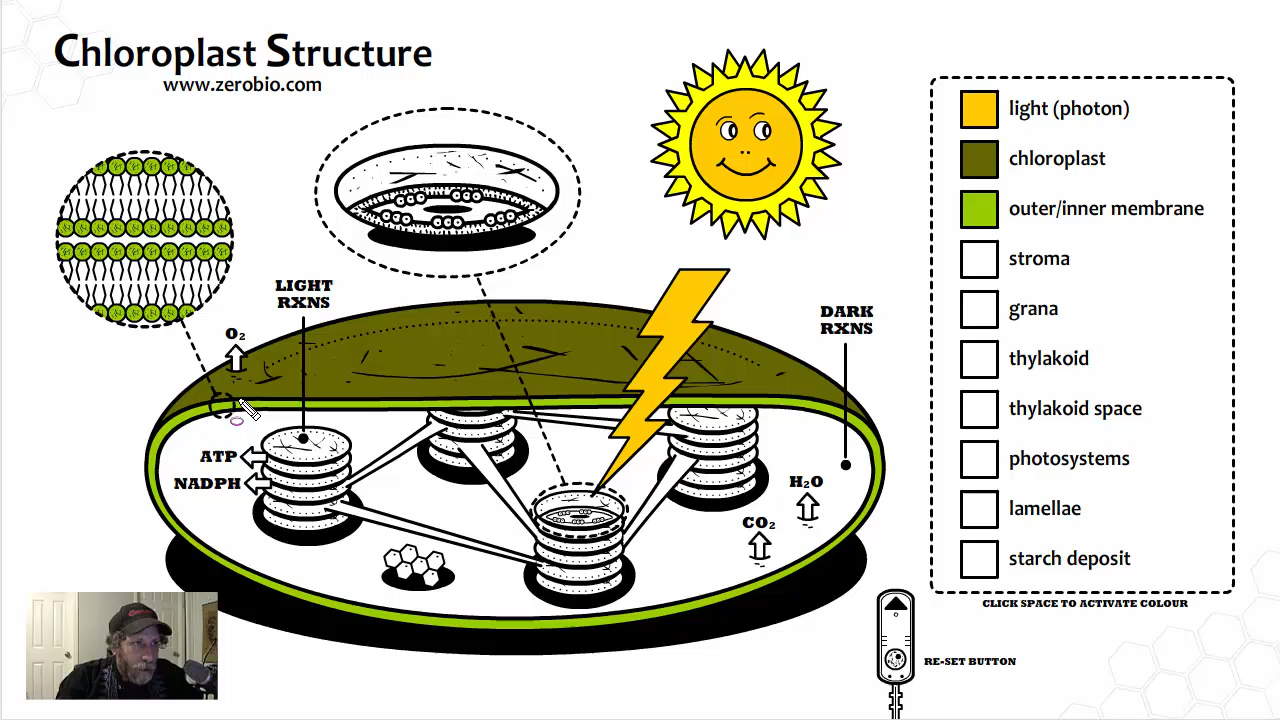 Chloroplast Structure
www.zerobio.com
LIGHT
RXNS
O₂
ATP
NADPH
DARK
RXNS
H₂O
CO₂
light (photon)
chloroplast
outer/inner membrane
stroma
grana
thylakoid
thylakoid space
photosystems
lamellae
starch deposit
CLICK SPACE TO ACTIVATE COLOUR
RE-SET BUTTON